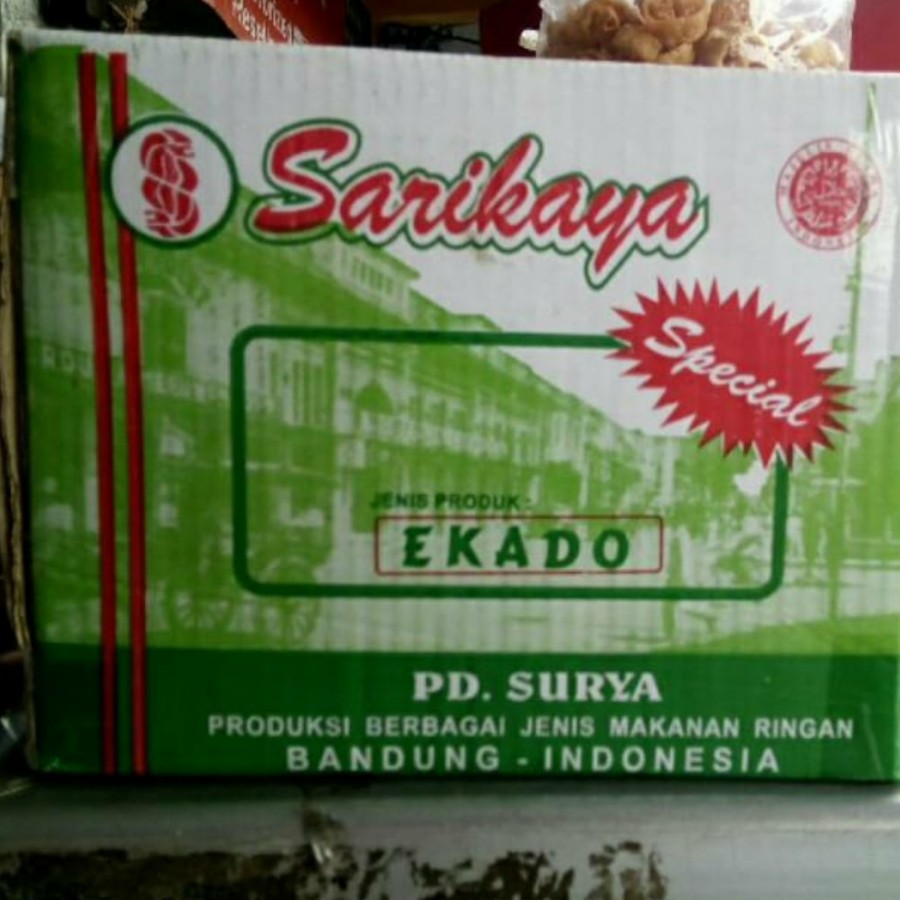 Sarikaya
Special
JENIS PRODUK :
EKADO
PD. SURYA
PRODUKSI BERBAGAI JENIS MAKANAN RINGAN
BANDUNG - INDONESIA